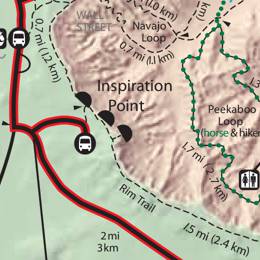 WALL
STREET
Navajo
Loop
0.7 mi (1.2 km)
0.7 mi (1.1 km)
Inspiration
Point
Peekaboo
Loop
(horse & hiker
1.7 mi (2.7 km)
Rim Trail
1.5 mi (2.4 km)
2 mi
3km